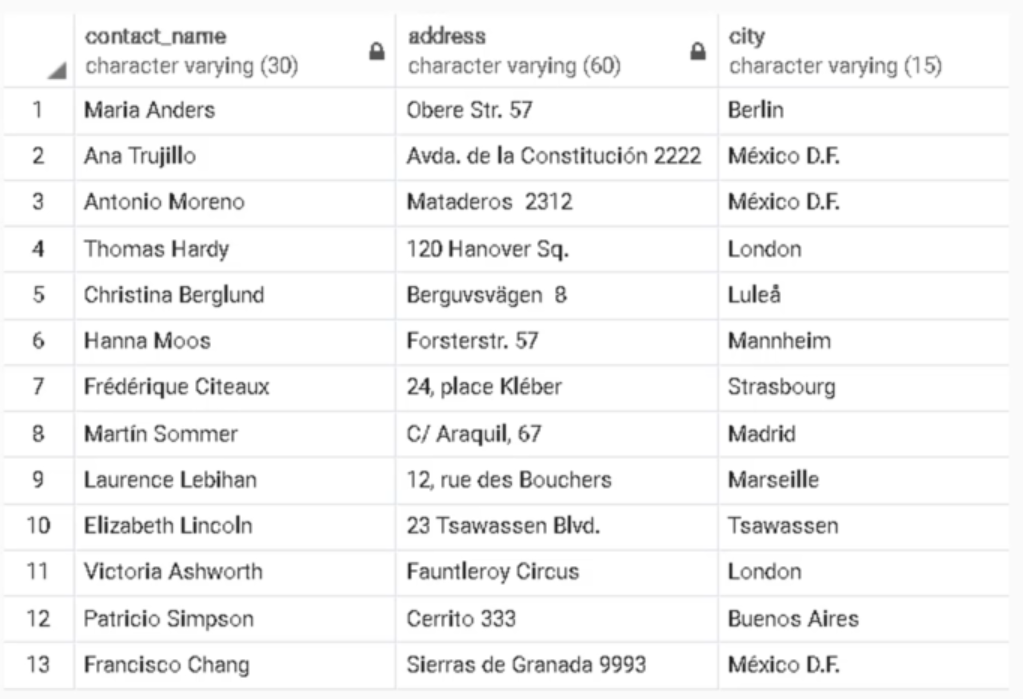 contact_name address city
character varying (30) character varying (60) character varying (15)
1 Maria Anders Obere Str. 57 Berlin
2 Ana Trujillo Avda. de la Constitución 2222 México D.F.
3 Antonio Moreno Mataderos  2312 México D.F.
4 Thomas Hardy 120 Hanover Sq. London
5 Christina Berglund Berguvsvägen  8 Luleå
6 Hanna Moos Forsterstr. 57 Mannheim
7 Frédérique Citeaux 24, place Kléber Strasbourg
8 Martín Sommer C/ Araquil, 67 Madrid
9 Laurence Lebihan 12, rue des Bouchers Marseille
10 Elizabeth Lincoln 23 Tsawassen Blvd. Tsawassen
11 Victoria Ashworth Fauntleroy Circus London
12 Patricio Simpson Cerrito 333 Buenos Aires
13 Francisco Chang Sierras de Granada 9993 México D.F.